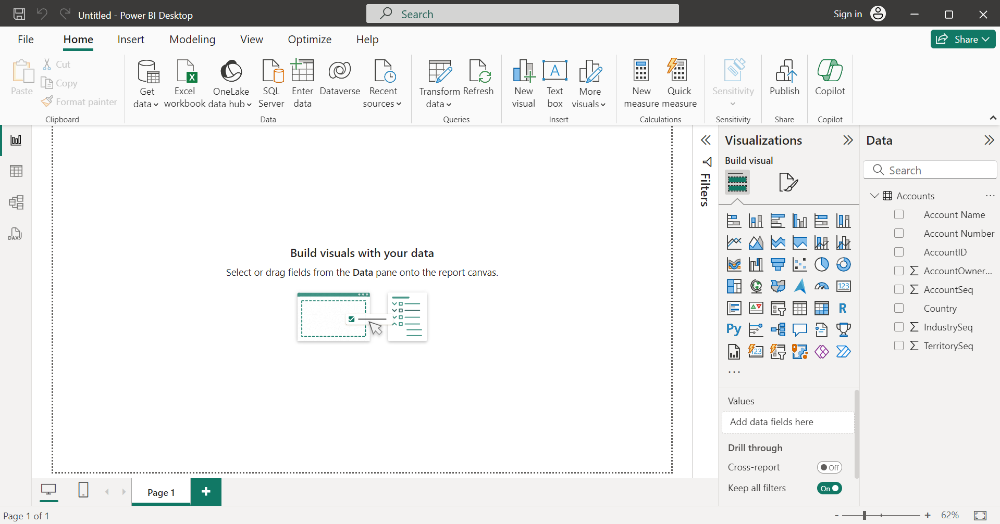 Untitled - Power BI Desktop
Search
Sign in
File
Home
Insert
Modeling
View
Optimize
Help
Share
Paste
Cut
Copy
Format painter
Clipboard
Get
data
Excel
workbook
OneLake
data hub
SQL
Server
Enter
data
Dataverse
Recent
sources
Data
Transform
data
Refresh
Queries
New
visual
Text
box
More
visuals
Insert
New
measure
Quick
measure
Calculations
Sensitivity
Sensitivity
Publish
Share
Copilot
Copilot
DAX
Build visuals with your data
Select or drag fields from the Data pane onto the report canvas.
Filters
Visualizations
Build visual
123
R
Py
123
...
Values
Add data fields here
Drill through
Cross-report
Off
Keep all filters
On
Data
Search
Accounts
...
Account Name
Account Number
AccountID
∑ AccountOwner...
∑ AccountSeq
Country
∑ IndustrySeq
∑ TerritorySeq
Page 1
+
Page 1 of 1
- + 62%